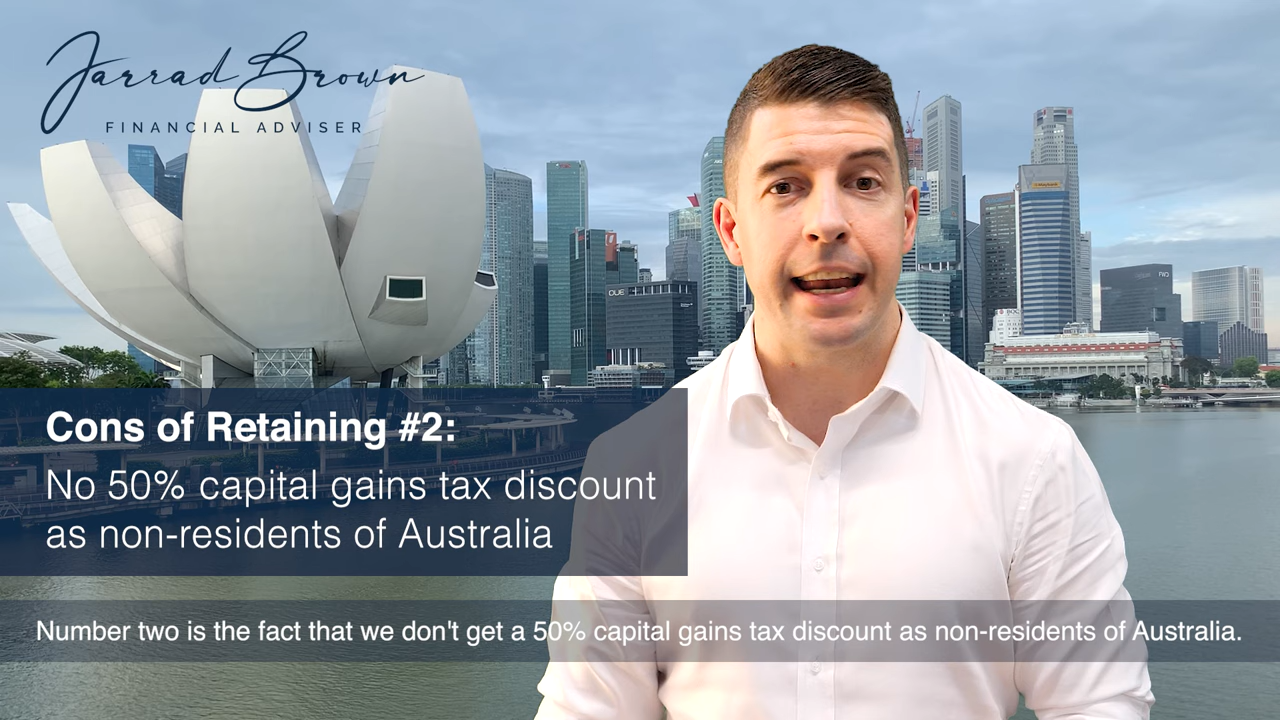 Jarrad Brown
FINANCIAL ADVISER
OUE
Cons of Retaining #2:
No 50% capital gains tax discount
as non-residents of Australia
Number two is the fact that we don't get a 50% capital gains tax discount as non-residents of Australia.